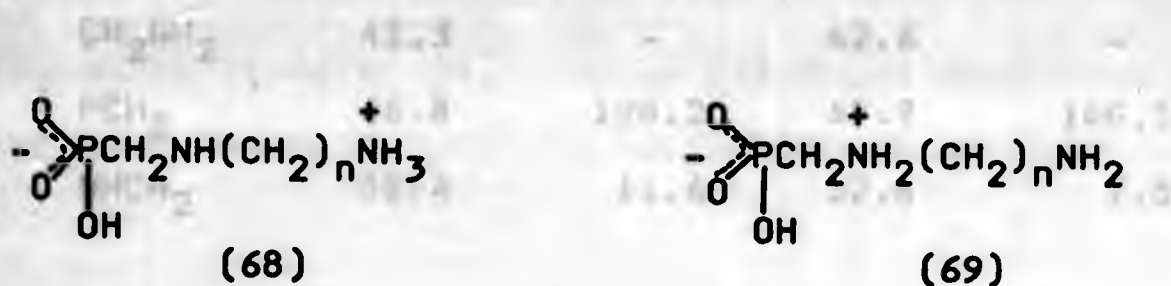 O + O +
- PCH₂NH(CH₂)ₙNH₃ - PCH₂NH₂(CH₂)ₙNH₂
O O
OH OH
(68) (69)